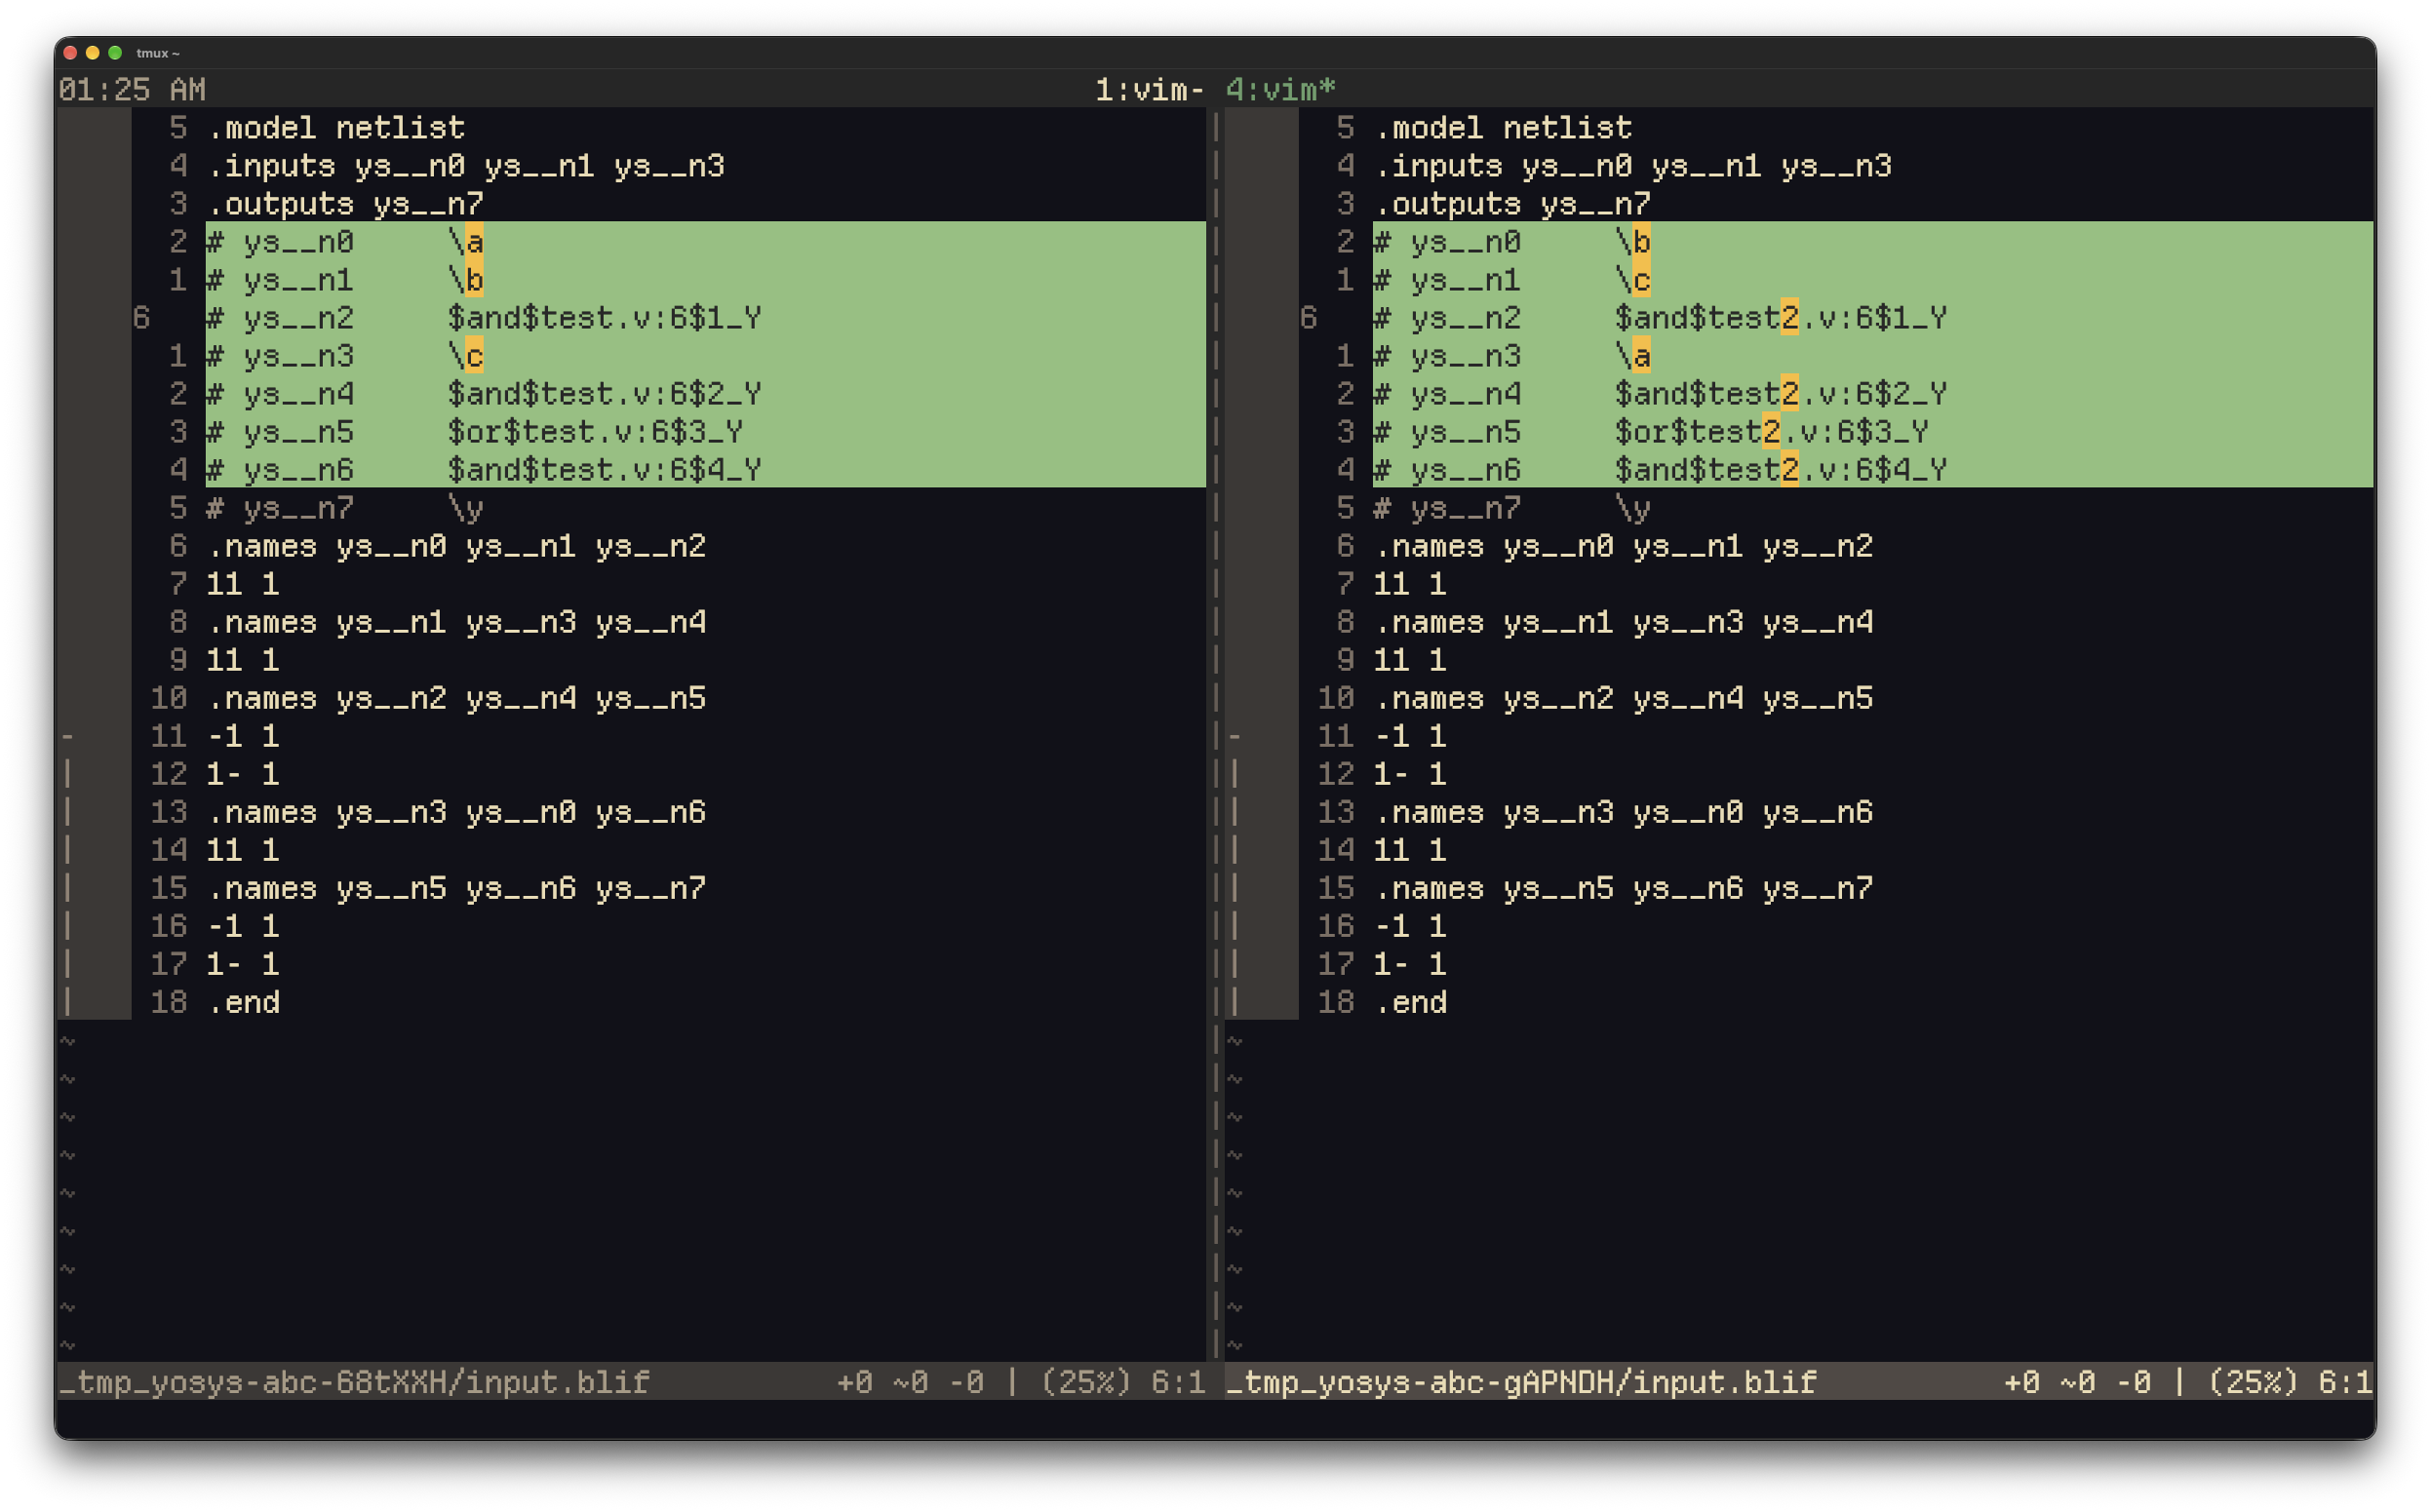 tmux ~
01:25 AM 1:vim- 4:vim*
5 .model netlist
4 .inputs ys__n0 ys__n1 ys__n3
3 .outputs ys__n7
2 # ys__n0 \a
1 # ys__n1 \b
6 # ys__n2 $and$test.v:6$1_Y
1 # ys__n3 \c
2 # ys__n4 $and$test.v:6$2_Y
3 # ys__n5 $or$test.v:6$3_Y
4 # ys__n6 $and$test.v:6$4_Y
5 # ys__n7 \y
6 .names ys__n0 ys__n1 ys__n2
7 11 1
8 .names ys__n1 ys__n3 ys__n4
9 11 1
10 .names ys__n2 ys__n4 ys__n5
- 11 -1 1
| 12 1- 1
| 13 .names ys__n3 ys__n0 ys__n6
| 14 11 1
| 15 .names ys__n5 ys__n6 ys__n7
| 16 -1 1
| 17 1- 1
| 18 .end
~
~
~
~
~
~
~
~
~
_tmp_yosys-abc-68tXXH/input.blif +0 ~0 -0 | (25%) 6:1
5 .model netlist
4 .inputs ys__n0 ys__n1 ys__n3
3 .outputs ys__n7
2 # ys__n0 \b
1 # ys__n1 \c
6 # ys__n2 $and$test2.v:6$1_Y
1 # ys__n3 \a
2 # ys__n4 $and$test2.v:6$2_Y
3 # ys__n5 $or$test2.v:6$3_Y
4 # ys__n6 $and$test2.v:6$4_Y
5 # ys__n7 \y
6 .names ys__n0 ys__n1 ys__n2
7 11 1
8 .names ys__n1 ys__n3 ys__n4
9 11 1
10 .names ys__n2 ys__n4 ys__n5
- 11 -1 1
| 12 1- 1
| 13 .names ys__n3 ys__n0 ys__n6
| 14 11 1
| 15 .names ys__n5 ys__n6 ys__n7
| 16 -1 1
| 17 1- 1
| 18 .end
~
~
~
~
~
~
~
~
~
_tmp_yosys-abc-gAPNDH/input.blif +0 ~0 -0 | (25%) 6:1